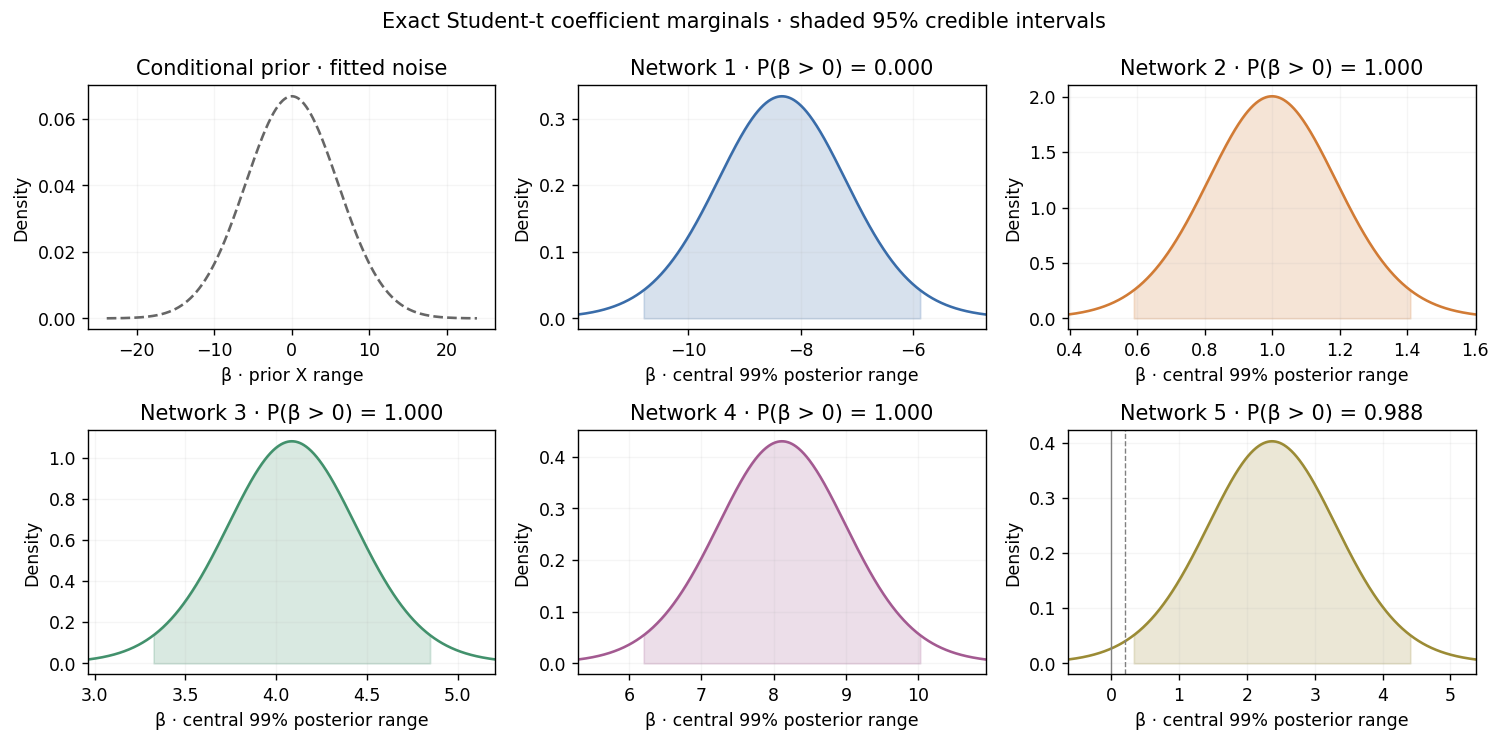 Exact Student-t coefficient marginals · shaded 95% credible intervals
Conditional prior · fitted noise
Density
0.06
0.04
0.02
0.00
−20 −10 0 10 20
β · prior X range
Network 1 · P(β > 0) = 0.000
Density
0.3
0.2
0.1
0.0
−10 −8 −6
β · central 99% posterior range
Network 2 · P(β > 0) = 1.000
Density
2.0
1.5
1.0
0.5
0.0
0.4 0.6 0.8 1.0 1.2 1.4 1.6
β · central 99% posterior range
Network 3 · P(β > 0) = 1.000
Density
1.0
0.8
0.6
0.4
0.2
0.0
3.0 3.5 4.0 4.5 5.0
β · central 99% posterior range
Network 4 · P(β > 0) = 1.000
Density
0.4
0.3
0.2
0.1
0.0
6 7 8 9 10
β · central 99% posterior range
Network 5 · P(β > 0) = 0.988
Density
0.4
0.3
0.2
0.1
0.0
0 1 2 3 4 5
β · central 99% posterior range